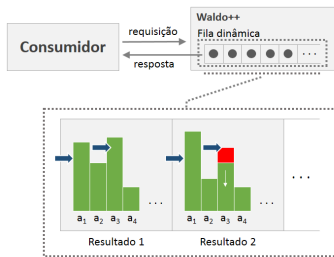 Waldo++
Consumidor
requisição
resposta
Fila dinâmica
...
a1 a2 a3 a4 ...
a1 a2 a3 a4 ...
...
Resultado 1
Resultado 2